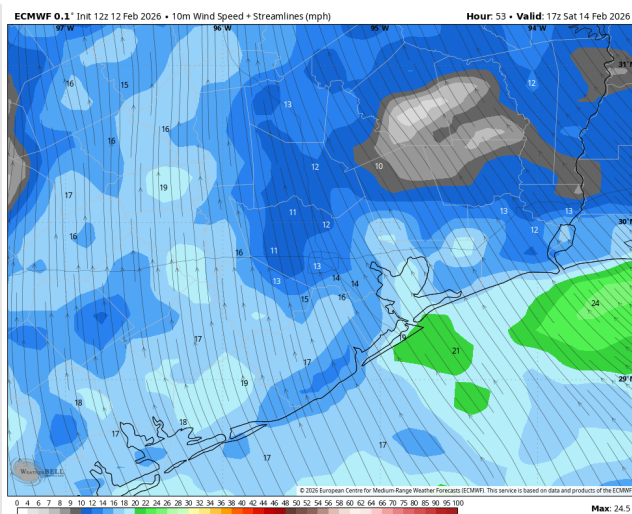 ECMWF 0.1° Init 12z 12 Feb 2026 • 10m Wind Speed + Streamlines (mph)
Hour: 53 • Valid: 17z Sat 14 Feb 2026
97°W 96°W 95°W 94°W
31°N
16 15 12
13
16 16
12 10
19
17
11 13 13
30°N
16 12 12
16 11
13
13 14 14
15 16
24
17 19
21
17
29°N
19
18
18
17
17
17
WeatherBELL
© 2026 European Centre for Medium-Range Weather Forecasts (ECMWF). This service is based on data and products of the ECMWF
0 4 6 7 8 9 10 12 14 16 18 20 22 24 26 28 30 32 34 36 38 40 42 44 46 48 50 52 54 56 58 60 65 70 75 80 85 90 95 100
Max: 24.5